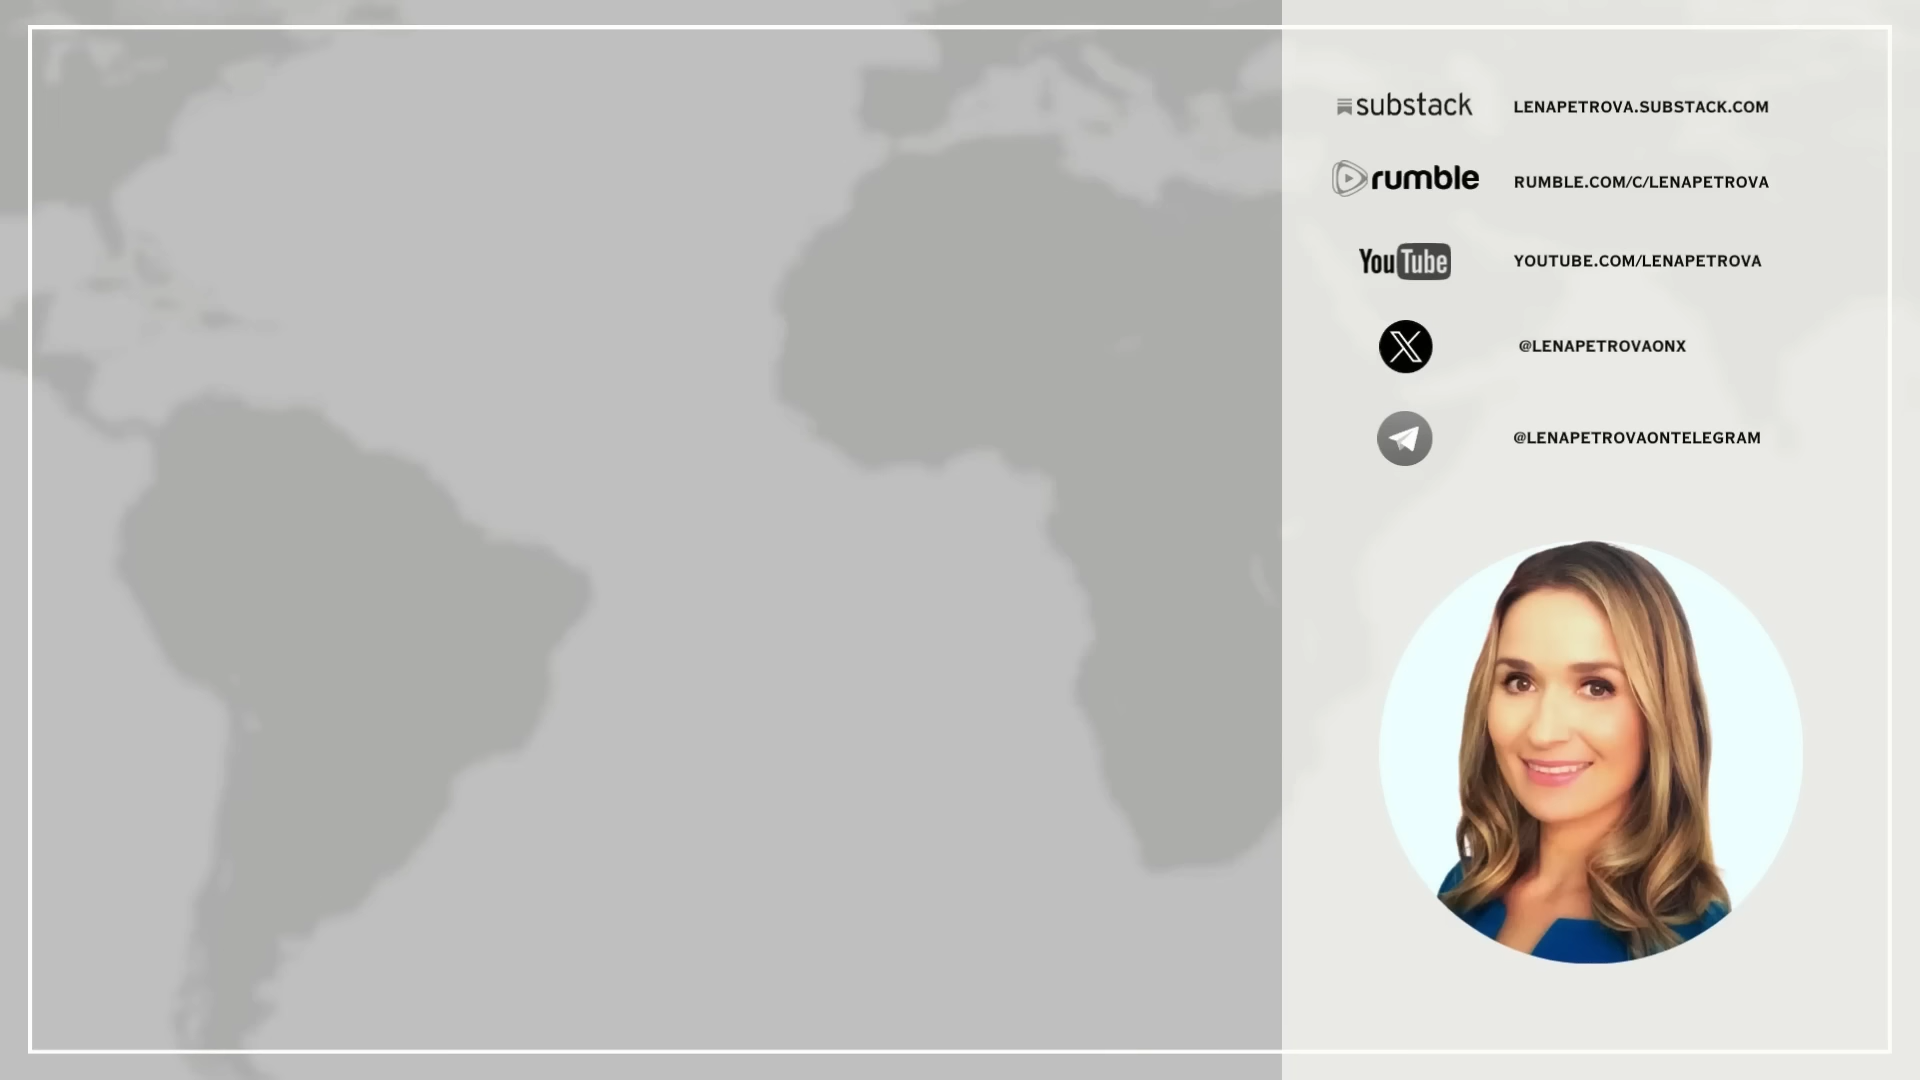 substack LENAPETROVA.SUBSTACK.COM
rumble RUMBLE.COM/C/LENAPETROVA
YouTube YOUTUBE.COM/LENAPETROVA
@LENAPETROVAONX
@LENAPETROVAONTELEGRAM